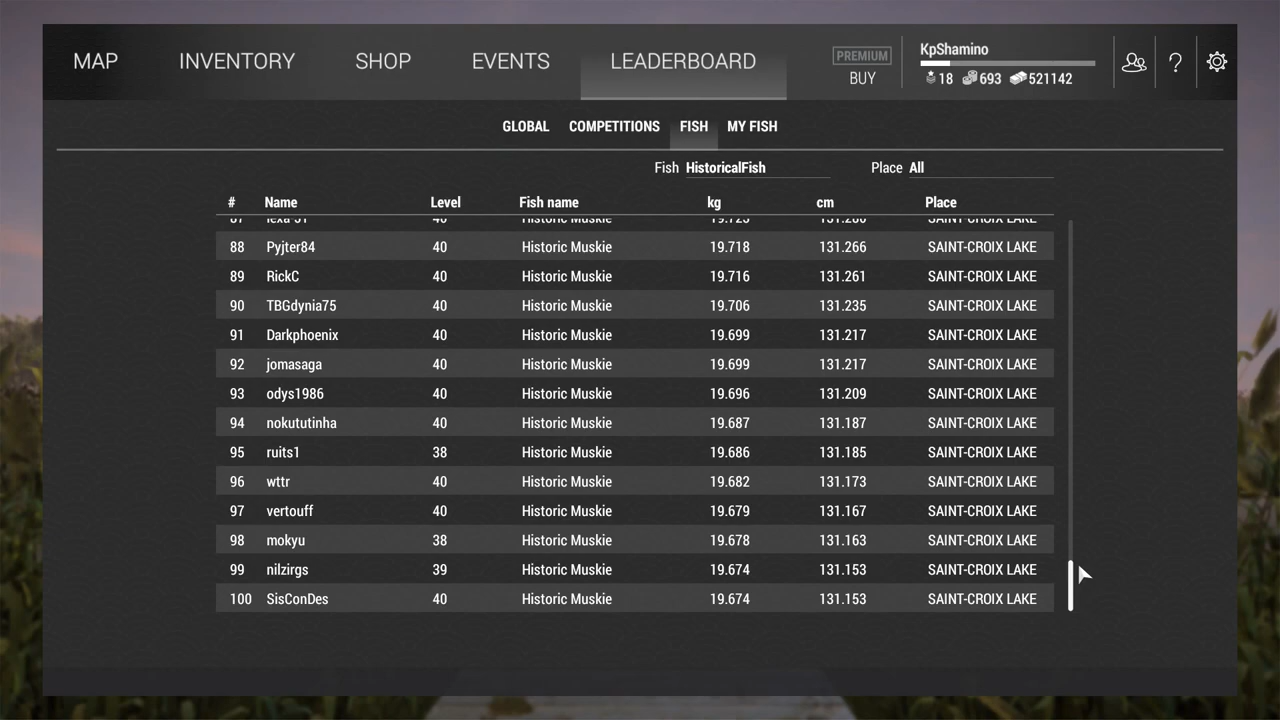 MAP INVENTORY SHOP EVENTS LEADERBOARD PREMIUM BUY KpShamino 18 693 521142 ?
GLOBAL COMPETITIONS FISH MY FISH
Fish HistoricalFish Place All
# Name Level Fish name kg cm Place
88 Pyjter84 40 Historic Muskie 19.718 131.266 SAINT-CROIX LAKE
89 RickC 40 Historic Muskie 19.716 131.261 SAINT-CROIX LAKE
90 TBGdynia75 40 Historic Muskie 19.706 131.235 SAINT-CROIX LAKE
91 Darkphoenix 40 Historic Muskie 19.699 131.217 SAINT-CROIX LAKE
92 jomasaga 40 Historic Muskie 19.699 131.217 SAINT-CROIX LAKE
93 odys1986 40 Historic Muskie 19.696 131.209 SAINT-CROIX LAKE
94 nokututinha 40 Historic Muskie 19.687 131.187 SAINT-CROIX LAKE
95 ruits1 38 Historic Muskie 19.686 131.185 SAINT-CROIX LAKE
96 wttr 40 Historic Muskie 19.682 131.173 SAINT-CROIX LAKE
97 vertouff 40 Historic Muskie 19.679 131.167 SAINT-CROIX LAKE
98 mokyu 38 Historic Muskie 19.678 131.163 SAINT-CROIX LAKE
99 nilzirgs 39 Historic Muskie 19.674 131.153 SAINT-CROIX LAKE
100 SisConDes 40 Historic Muskie 19.674 131.153 SAINT-CROIX LAKE